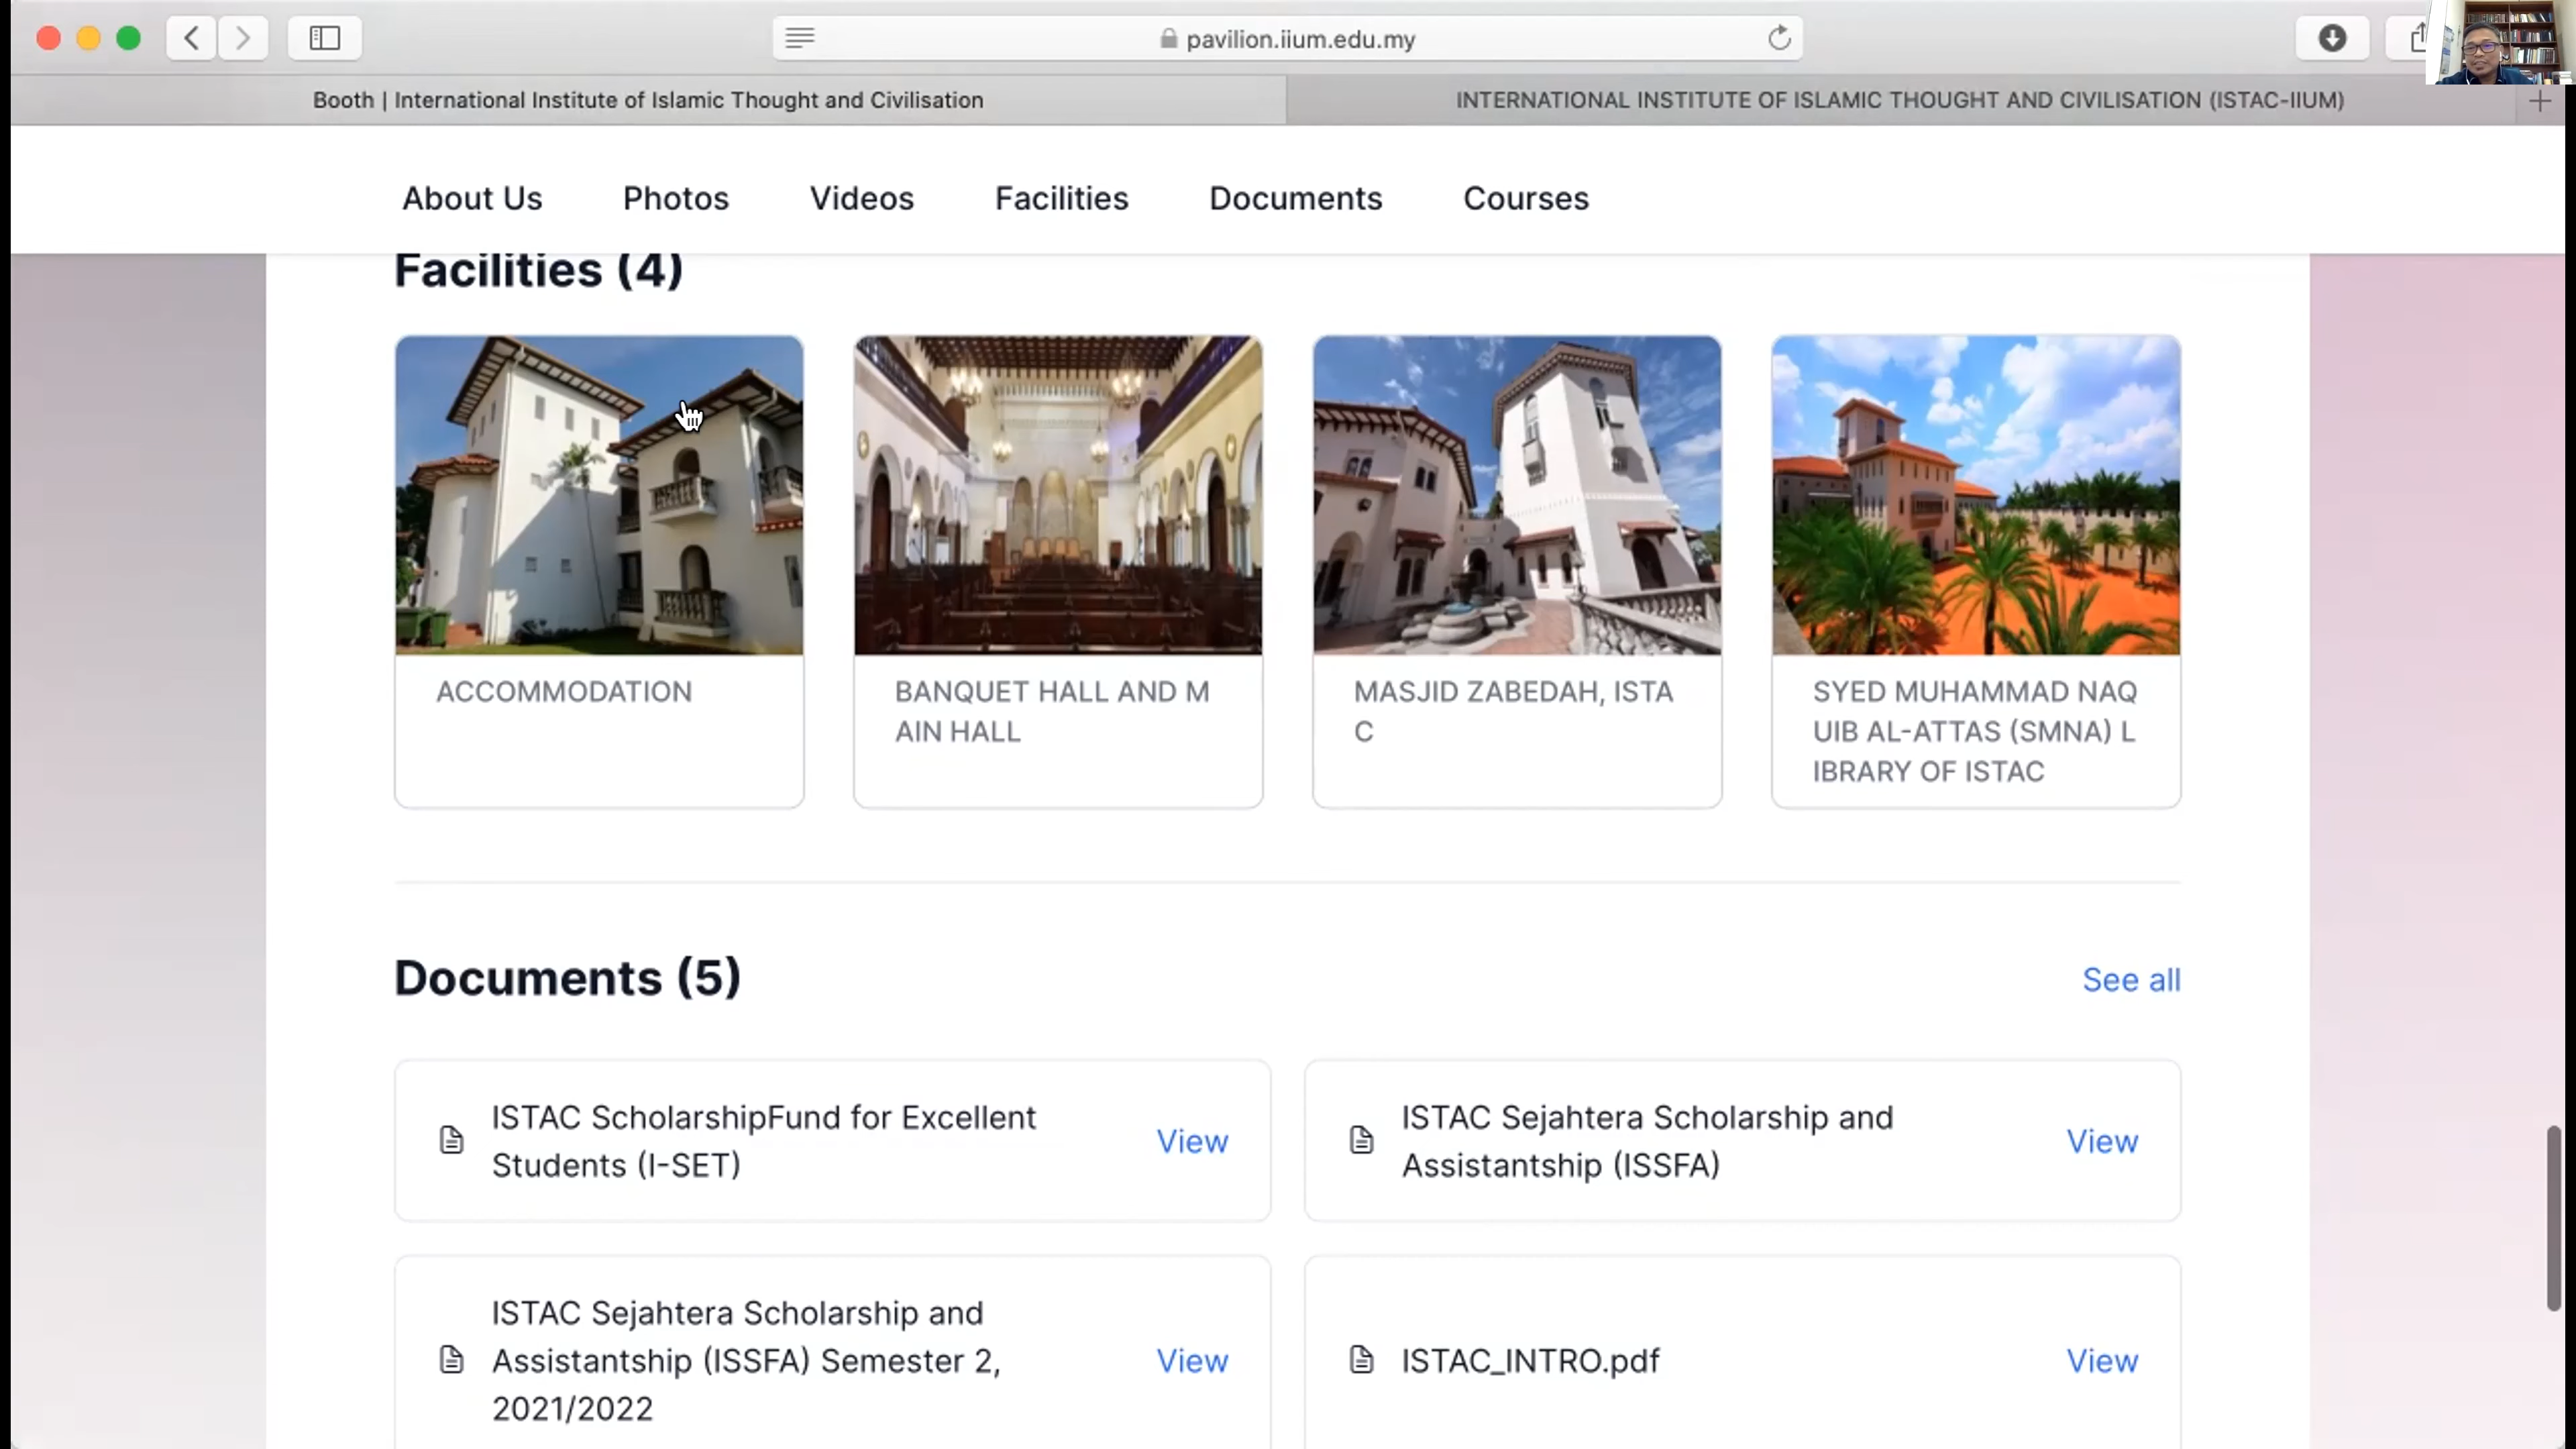 pavilion.iium.edu.my
Booth | International Institute of Islamic Thought and Civilisation
INTERNATIONAL INSTITUTE OF ISLAMIC THOUGHT AND CIVILISATION (ISTAC-IIUM)
About Us Photos Videos Facilities Documents Courses
Facilities (4)
ACCOMMODATION
BANQUET HALL AND M
AIN HALL
MASJID ZABEDAH, ISTA
C
SYED MUHAMMAD NAQ
UIB AL-ATTAS (SMNA) L
IBRARY OF ISTAC
Documents (5)
See all
ISTAC ScholarshipFund for Excellent
Students (I-SET)
View
ISTAC Sejahtera Scholarship and
Assistantship (ISSFA)
View
ISTAC Sejahtera Scholarship and
Assistantship (ISSFA) Semester 2,
2021/2022
View
ISTAC_INTRO.pdf
View